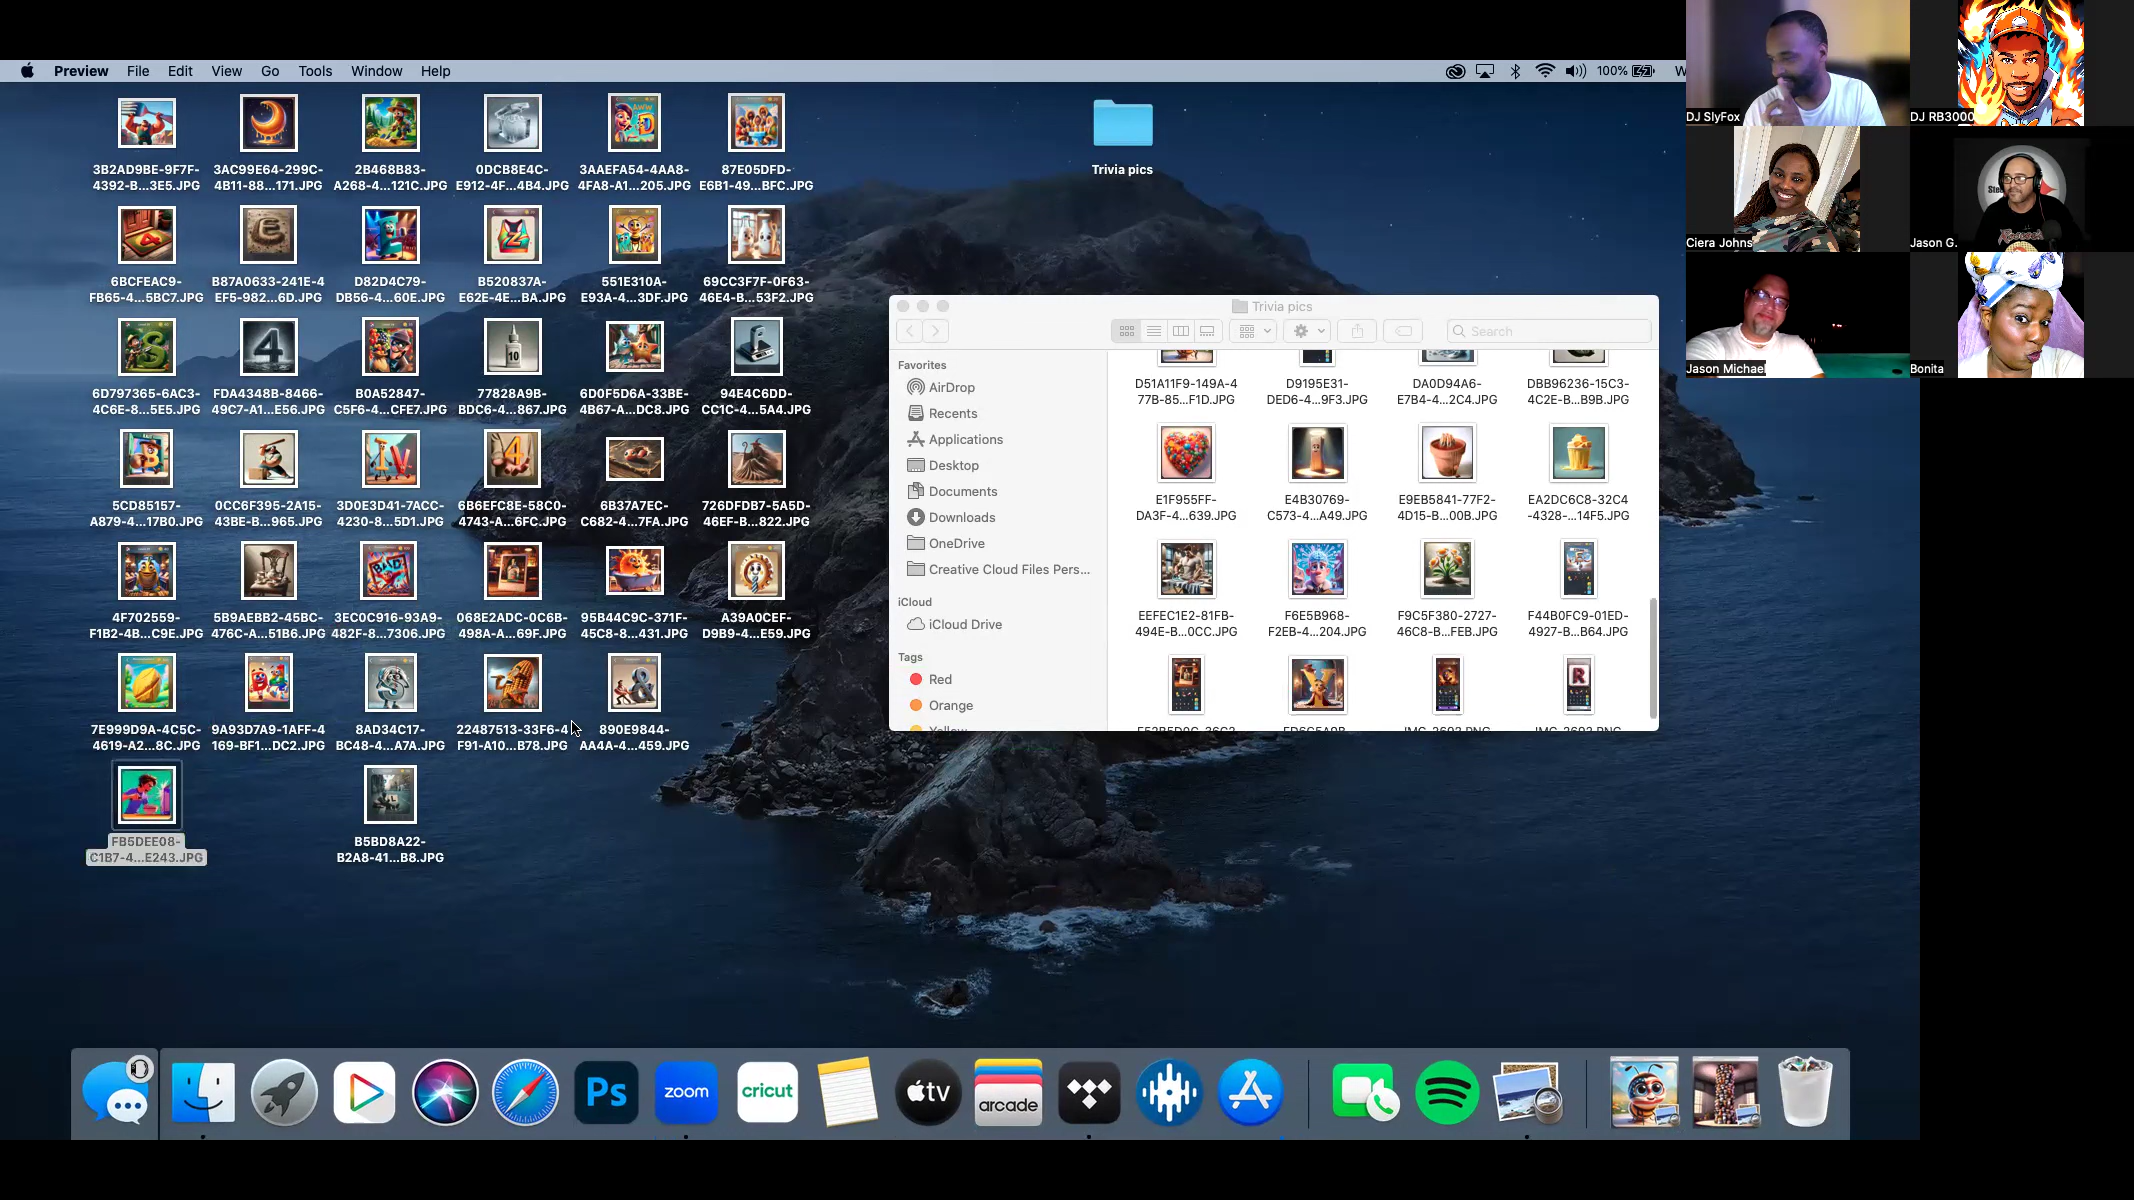 Preview File Edit View Go Tools Window Help
100%
3B2AD9BE-9F7F-
4392-B...3E5.JPG
3AC99E64-299C-
4B11-88...171.JPG
2B468B83-
A268-4...121C.JPG
0DCB8E4C-
E912-4F...4B4.JPG
3AAEFA54-4AA8-
4FA8-A1...205.JPG
87E05DFD-
E6B1-49...BFC.JPG
6BCFEAC9-
FB65-4...5BC7.JPG
B87A0633-241E-4
EF5-982...6D.JPG
D82D4C79-
DB56-4...60E.JPG
B520837A-
E62E-4E...BA.JPG
551E310A-
E93A-4...3DF.JPG
69CC3F7F-0F63-
46E4-B...53F2.JPG
6D797365-6AC3-
4C6E-8...5E5.JPG
FDA4348B-8466-
49C7-A1...E56.JPG
B0A52847-
C5F6-4...CFE7.JPG
77828A9B-
BDC6-4...867.JPG
6D0F5D6A-33BE-
4B67-A...DC8.JPG
94E4C6DD-
CC1C-4...5A4.JPG
5CD85157-
A879-4...17B0.JPG
0CC6F395-2A15-
43BE-B...965.JPG
3D0E3D41-7ACC-
4230-8...5D1.JPG
6B6EFC8E-58C0-
4743-A...6FC.JPG
6B37A7EC-
C682-4...7FA.JPG
726DFDB7-5A5D-
46EF-B...822.JPG
4F702559-
F1B2-4B...C9E.JPG
5B9AEBB2-45BC-
476C-A...51B6.JPG
3EC0C916-93A9-
482F-8...7306.JPG
068E2ADC-0C6B-
498A-A...69F.JPG
95B44C9C-371F-
45C8-8...431.JPG
A39A0CEF-
D9B9-4...E59.JPG
7E999D9A-4C5C-
4619-A2...8C.JPG
9A93D7A9-1AFF-4
169-BF1...DC2.JPG
8AD34C17-
BC48-4...A7A.JPG
22487513-33F6-4
F91-A10...B78.JPG
890E9844-
AA4A-4...459.JPG
FB5DEE08-
C1B7-4...E243.JPG
B5BD8A22-
B2A8-41...B8.JPG
Trivia pics
Trivia pics
Search
Favorites
AirDrop
Recents
Applications
Desktop
Documents
Downloads
OneDrive
Creative Cloud Files Pers...
iCloud
iCloud Drive
Tags
Red
Orange
D51A11F9-149A-4
77B-85...F1D.JPG
D9195E31-
DED6-4...9F3.JPG
DA0D94A6-
E7B4-4...2C4.JPG
DBB96236-15C3-
4C2E-B...B9B.JPG
E1F955FF-
DA3F-4...639.JPG
E4B30769-
C573-4...A49.JPG
E9EB5841-77F2-
4D15-B...00B.JPG
EA2DC6C8-32C4
-4328-...14F5.JPG
EEFEC1E2-81FB-
494E-B...0CC.JPG
F6E5B968-
F2EB-4...204.JPG
F9C5F380-2727-
46C8-B...FEB.JPG
F44B0FC9-01ED-
4927-B...B64.JPG
DJ SlyFox
DJ RB3000
Ciera Johns
Jason G.
Jason Michael
Bonita
Ps
zoom
cricut
tv
arcade